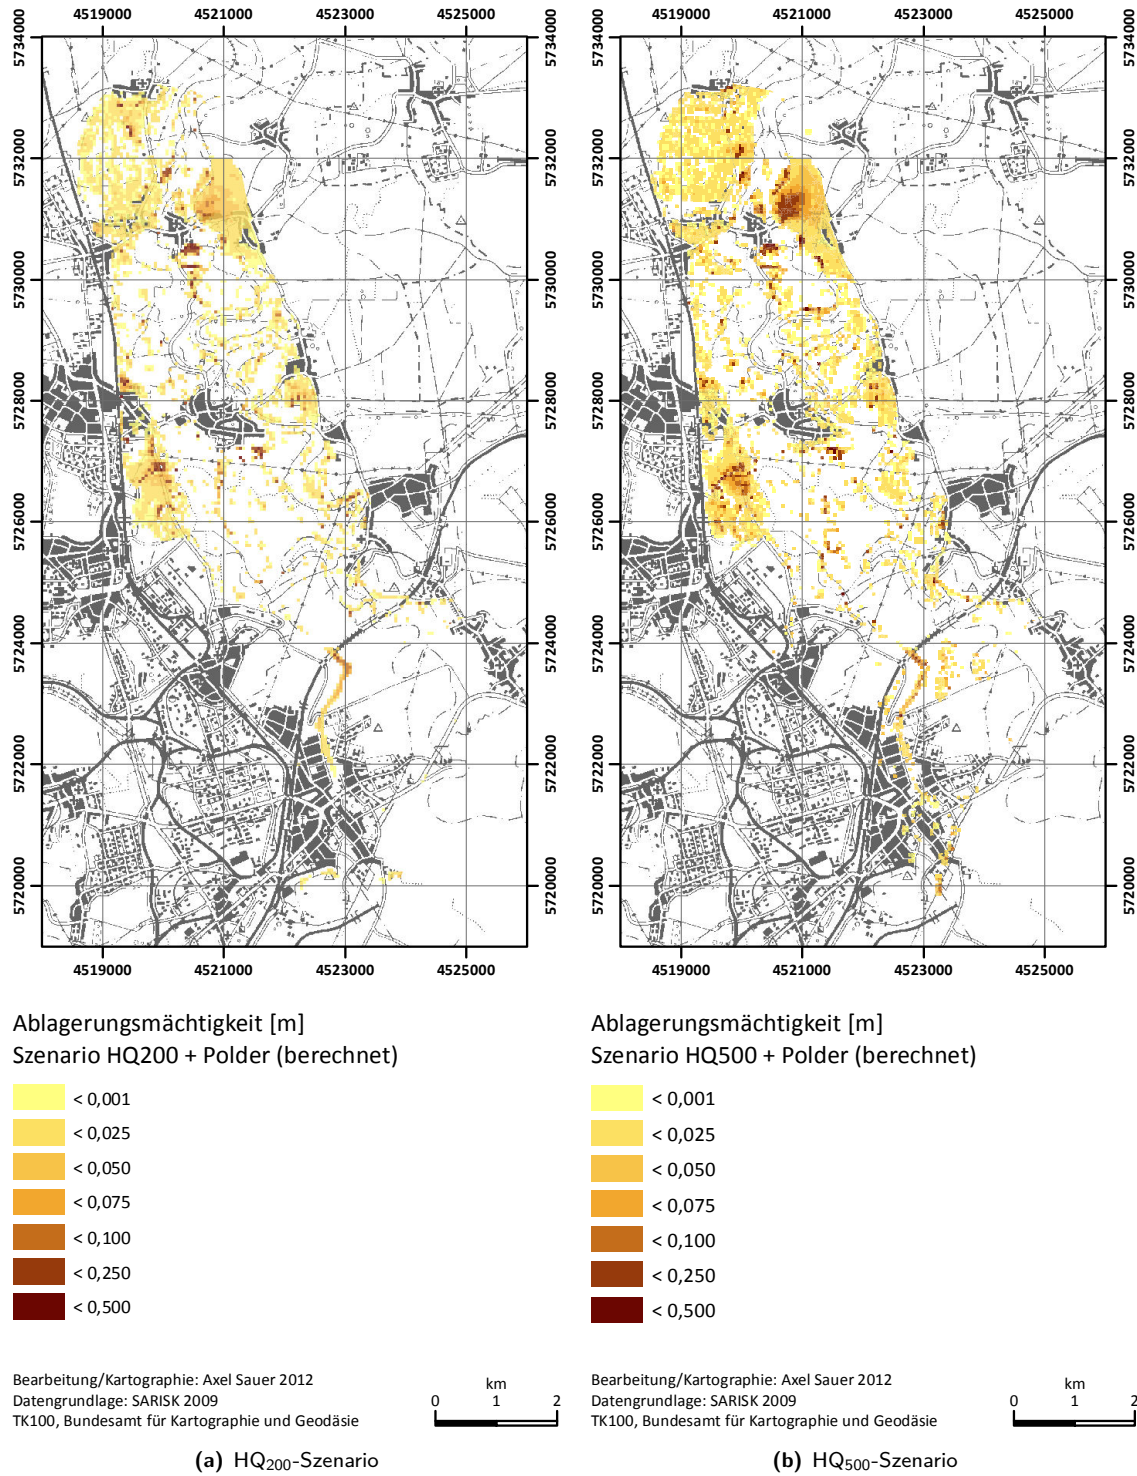 4519000 4521000 4523000 4525000
5734000
5732000
5730000
5728000
5726000
5724000
5722000
5720000
5734000
5732000
5730000
5728000
5726000
5724000
5722000
5720000
4519000 4521000 4523000 4525000
Ablagerungsmächtigkeit [m]
Szenario HQ200 + Polder (berechnet)
< 0,001
< 0,025
< 0,050
< 0,075
< 0,100
< 0,250
< 0,500
Bearbeitung/Kartographie: Axel Sauer 2012
Datengrundlage: SARISK 2009
TK100, Bundesamt für Kartographie und Geodäsie
km
0 1 2
(a) HQ200-Szenario
4519000 4521000 4523000 4525000
5734000
5732000
5730000
5728000
5726000
5724000
5722000
5720000
5734000
5732000
5730000
5728000
5726000
5724000
5722000
5720000
4519000 4521000 4523000 4525000
Ablagerungsmächtigkeit [m]
Szenario HQ500 + Polder (berechnet)
< 0,001
< 0,025
< 0,050
< 0,075
< 0,100
< 0,250
< 0,500
Bearbeitung/Kartographie: Axel Sauer 2012
Datengrundlage: SARISK 2009
TK100, Bundesamt für Kartographie und Geodäsie
km
0 1 2
(b) HQ500-Szenario